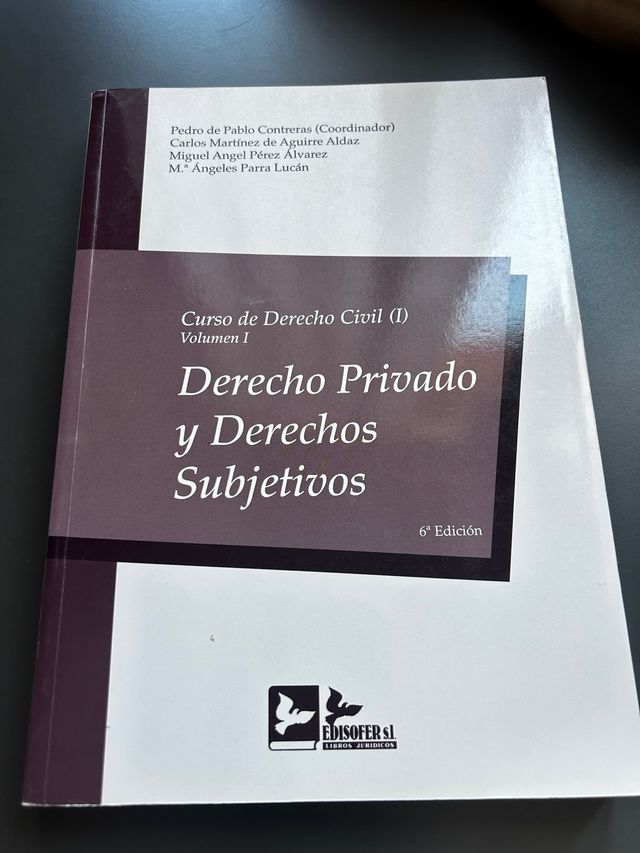 Pedro de Pablo Contreras (Coordinador)
Carlos Martínez de Aguirre Aldaz
Miguel Angel Pérez Álvarez
M.ª Ángeles Parra Lucán
Curso de Derecho Civil (I)
Volumen I
Derecho Privado
y Derechos
Subjetivos
6ª Edición
EDISOFER s.l.
LIBROS JURIDICOS